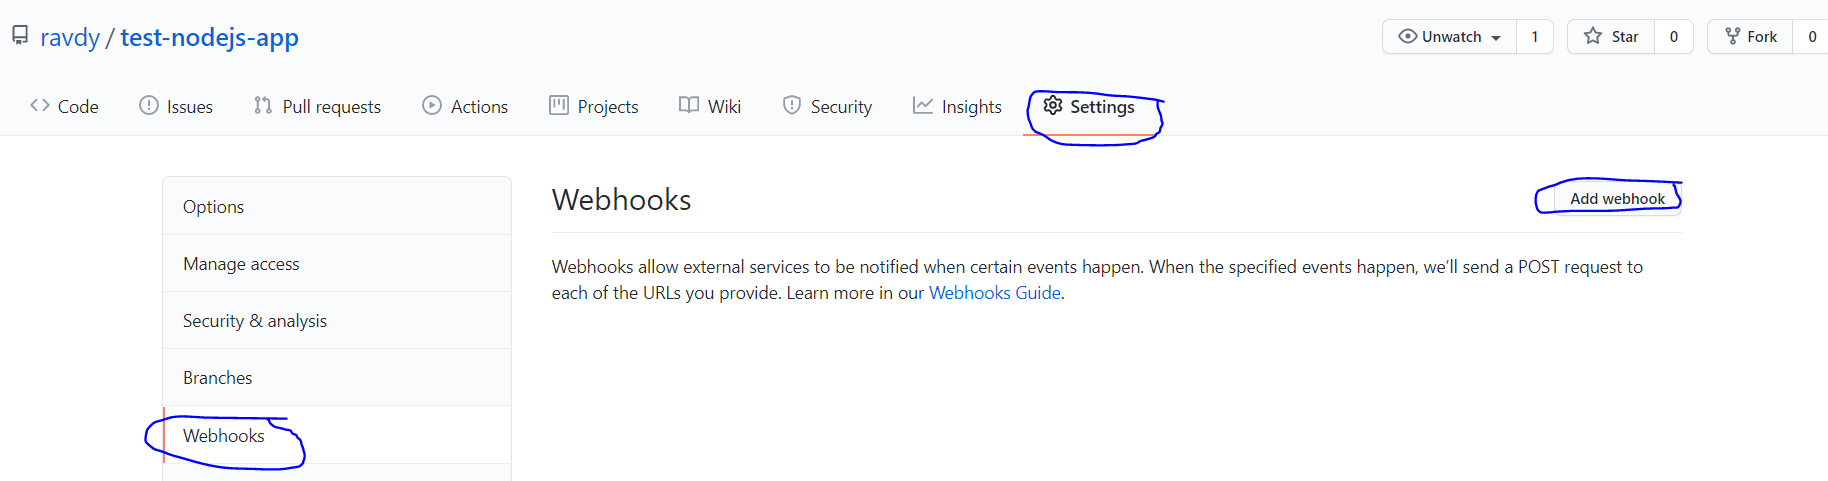 ravdy / test-nodejs-app
Unwatch 1 Star 0 Fork 0
Code Issues Pull requests Actions Projects Wiki Security Insights Settings
Options
Manage access
Security & analysis
Branches
Webhooks
Webhooks
Add webhook
Webhooks allow external services to be notified when certain events happen. When the specified events happen, we’ll send a POST request to
each of the URLs you provide. Learn more in our Webhooks Guide.